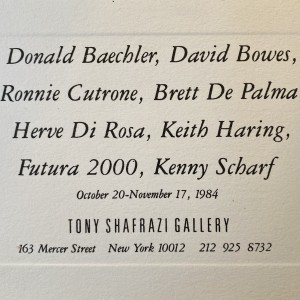 Donald Baechler, David Bowes,
Ronnie Cutrone, Brett De Palma
Herve Di Rosa, Keith Haring,
Futura 2000, Kenny Scharf
October 20-November 17, 1984
TONY SHAFRAZI GALLERY
163 Mercer Street New York 10012 212 925 8732